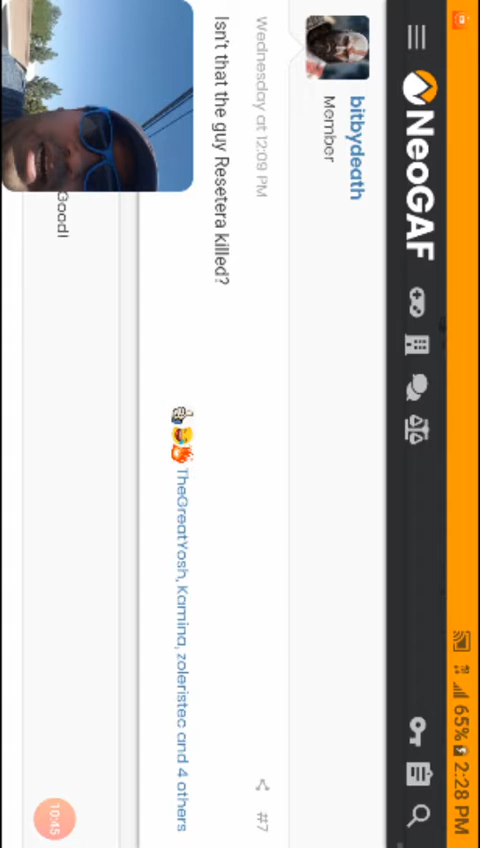 65% 2:28 PM
NeoGAF
bitbydeath
Member
Wednesday at 12:09 PM
#7
Isn't that the guy Resetera killed?
TheGreatYosh, Kamina, zoleristec and 4 others
Good!
10:45